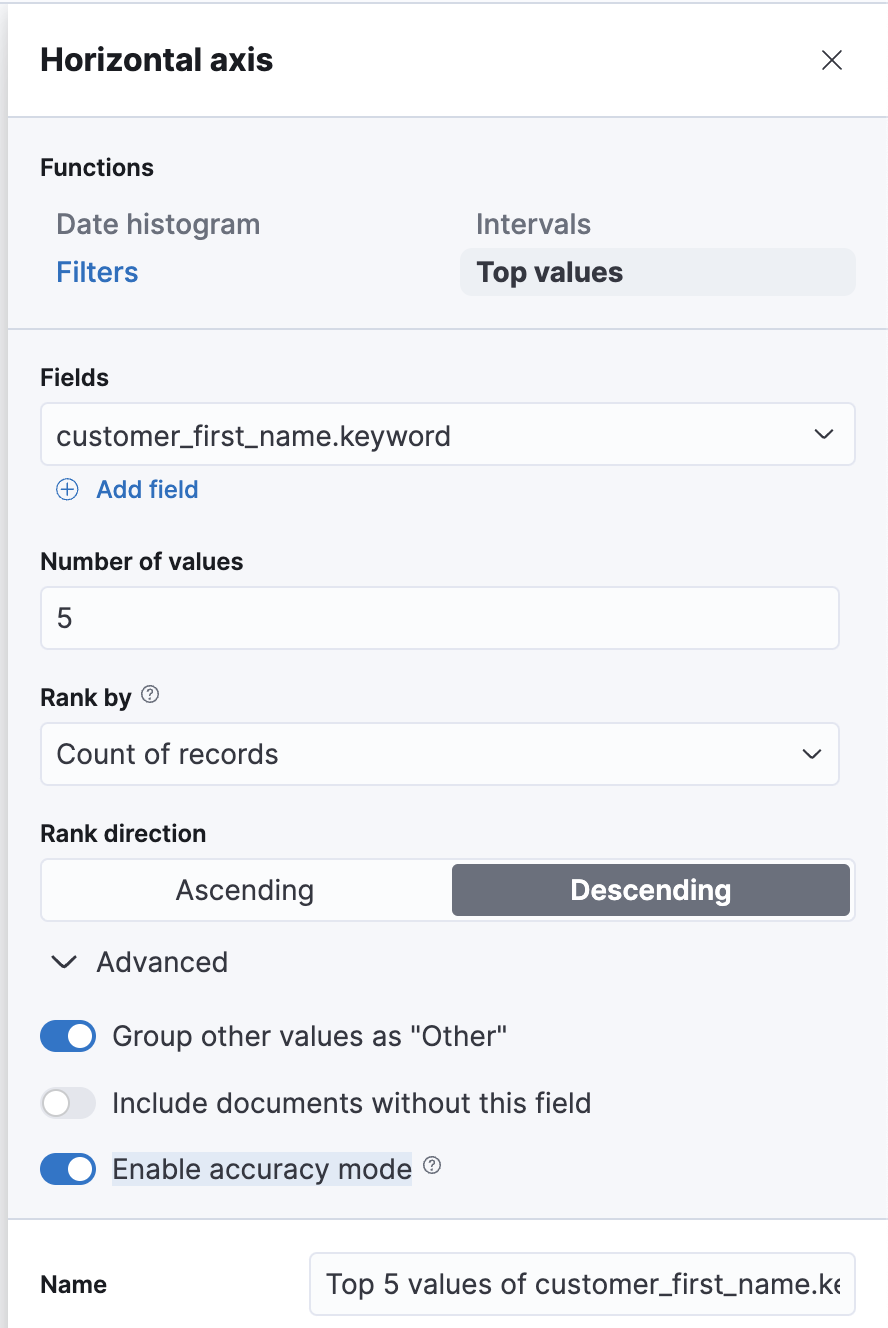 Horizontal axis
Functions
Date histogram
Intervals
Filters
Top values
Fields
customer_first_name.keyword
Add field
Number of values
5
Rank by
Count of records
Rank direction
Ascending
Descending
Advanced
Group other values as "Other"
Include documents without this field
Enable accuracy mode
Name
Top 5 values of customer_first_name.ke